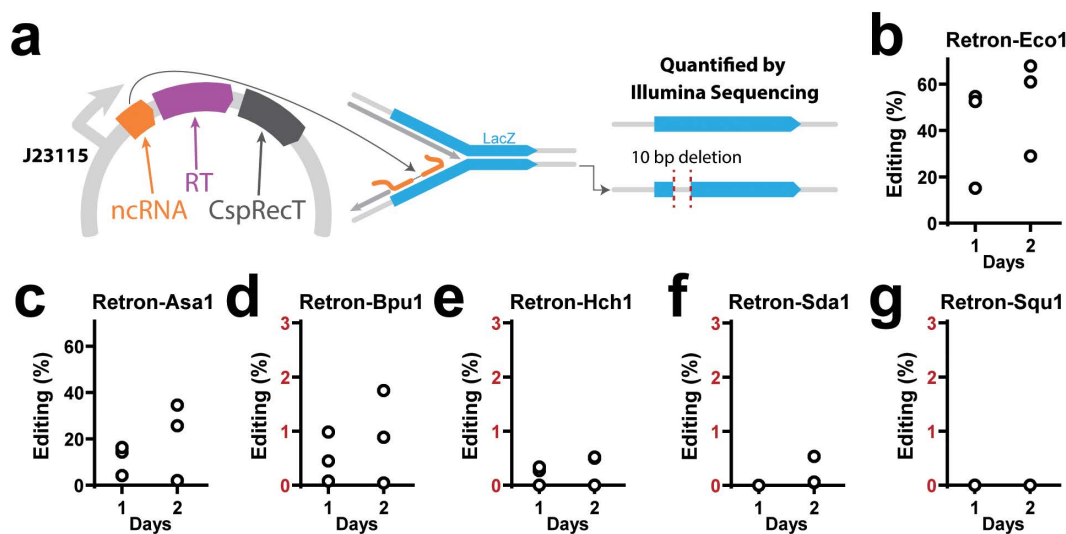 a
J23115
ncRNA
RT
CspRecT
LacZ
Quantified by
Illumina Sequencing
10 bp deletion
b
Retron-Eco1
Editing (%)
60
40
20
0
1 2
Days
c
Retron-Asa1
Editing (%)
60
40
20
0
1 2
Days
d
Retron-Bpu1
Editing (%)
3
2
1
0
1 2
Days
e
Retron-Hch1
Editing (%)
3
2
1
0
1 2
Days
f
Retron-Sda1
Editing (%)
3
2
1
0
1 2
Days
g
Retron-Squ1
Editing (%)
3
2
1
0
1 2
Days